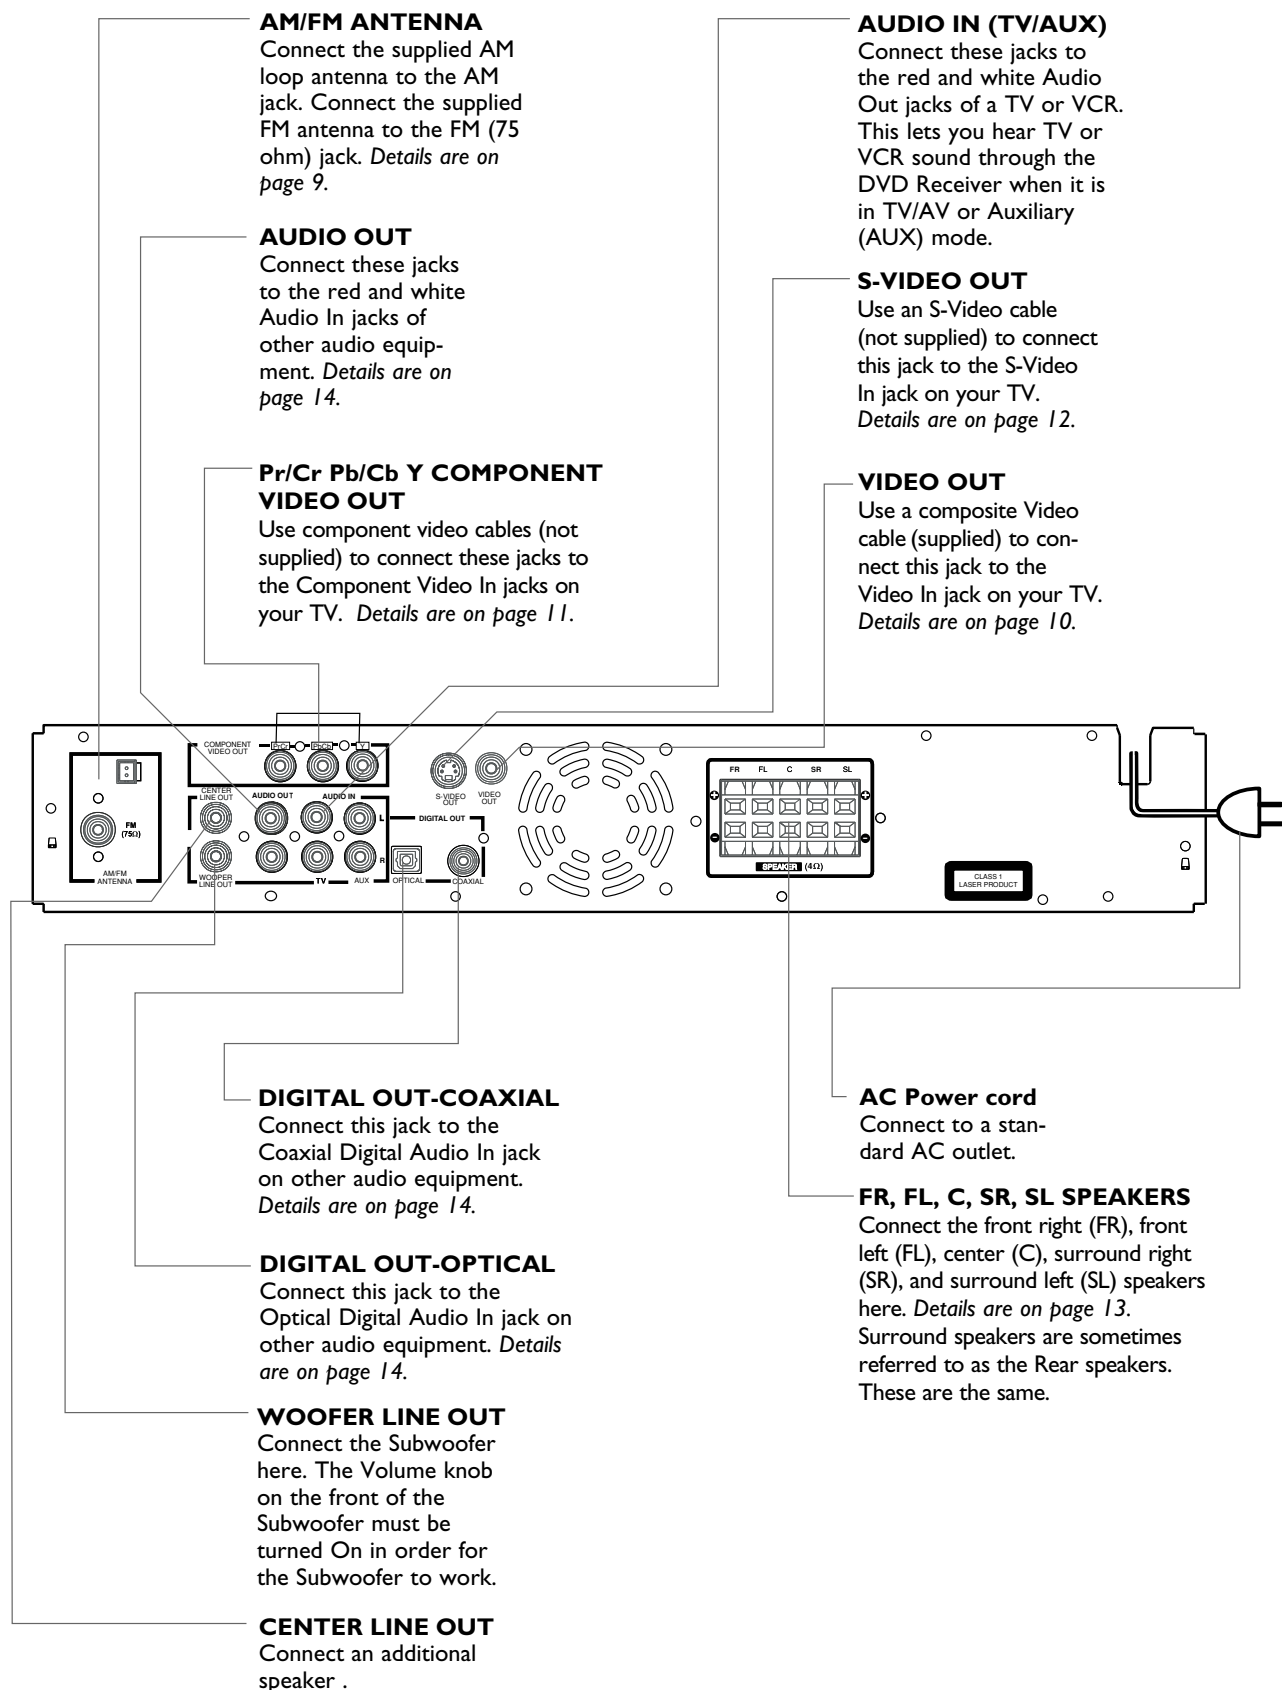 AM/FM ANTENNA
Connect the supplied AM
loop antenna to the AM
jack. Connect the supplied
FM antenna to the FM (75
ohm) jack. Details are on
page 9.
AUDIO OUT
Connect these jacks
to the red and white
Audio In jacks of
other audio equip-
ment. Details are on
page 14.
Pr/Cr Pb/Cb Y COMPONENT
VIDEO OUT
Use component video cables (not
supplied) to connect these jacks to
the Component Video In jacks on
your TV. Details are on page 11.
AUDIO IN (TV/AUX)
Connect these jacks to
the red and white Audio
Out jacks of a TV or VCR.
This lets you hear TV or
VCR sound through the
DVD Receiver when it is
in TV/AV or Auxiliary
(AUX) mode.
S-VIDEO OUT
Use an S-Video cable
(not supplied) to connect
this jack to the S-Video
In jack on your TV.
Details are on page 12.
VIDEO OUT
Use a composite Video
cable (supplied) to con-
nect this jack to the
Video In jack on your TV.
Details are on page 10.
COMPONENT
VIDEO OUT
Pr/Cr
Pb/Cb
Y
CENTER
LINE OUT
AUDIO OUT
AUDIO IN
L
R
WOOFER
LINE OUT
TV
AUX
DIGITAL OUT
OPTICAL
COAXIAL
FM
(75Ω)
AM/FM
ANTENNA
S-VIDEO
OUT
VIDEO
OUT
FR FL C SR SL
SPEAKER (4Ω)
CLASS 1
LASER PRODUCT
DIGITAL OUT-COAXIAL
Connect this jack to the
Coaxial Digital Audio In jack
on other audio equipment.
Details are on page 14.
DIGITAL OUT-OPTICAL
Connect this jack to the
Optical Digital Audio In jack on
other audio equipment. Details
are on page 14.
WOOFER LINE OUT
Connect the Subwoofer
here. The Volume knob
on the front of the
Subwoofer must be
turned On in order for
the Subwoofer to work.
CENTER LINE OUT
Connect an additional
speaker .
AC Power cord
Connect to a stan-
dard AC outlet.
FR, FL, C, SR, SL SPEAKERS
Connect the front right (FR), front
left (FL), center (C), surround right
(SR), and surround left (SL) speakers
here. Details are on page 13.
Surround speakers are sometimes
referred to as the Rear speakers.
These are the same.